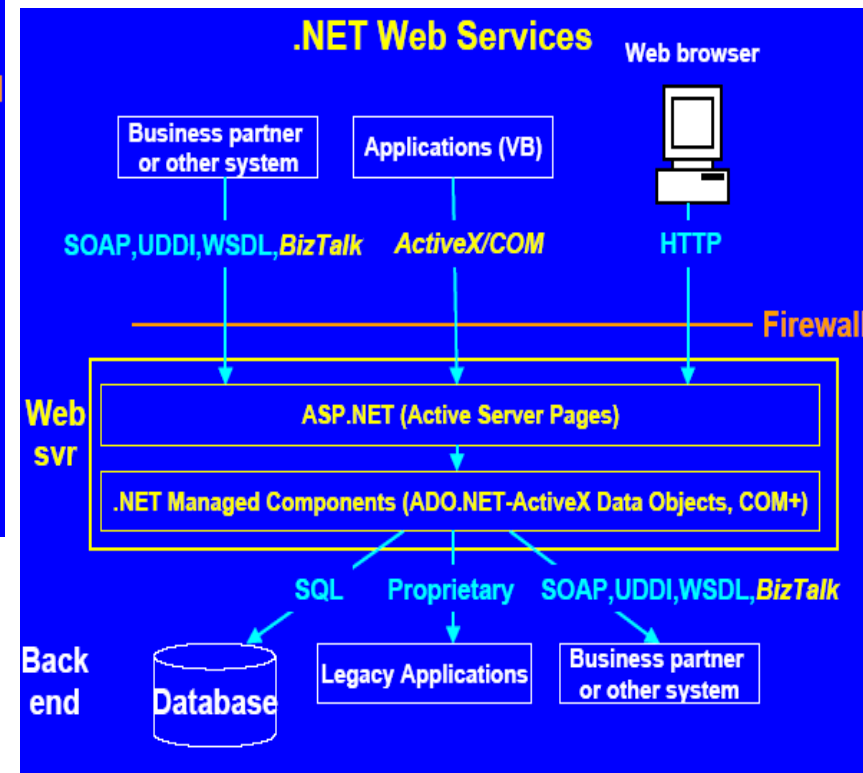 .NET Web Services
Web browser
Business partner
or other system
Applications (VB)
SOAP,UDDI,WSDL,BizTalk
ActiveX/COM
HTTP
Firewall
Web
svr
ASP.NET (Active Server Pages)
.NET Managed Components (ADO.NET-ActiveX Data Objects, COM+)
SQL
Proprietary
SOAP,UDDI,WSDL,BizTalk
Back
end
Database
Legacy Applications
Business partner
or other system